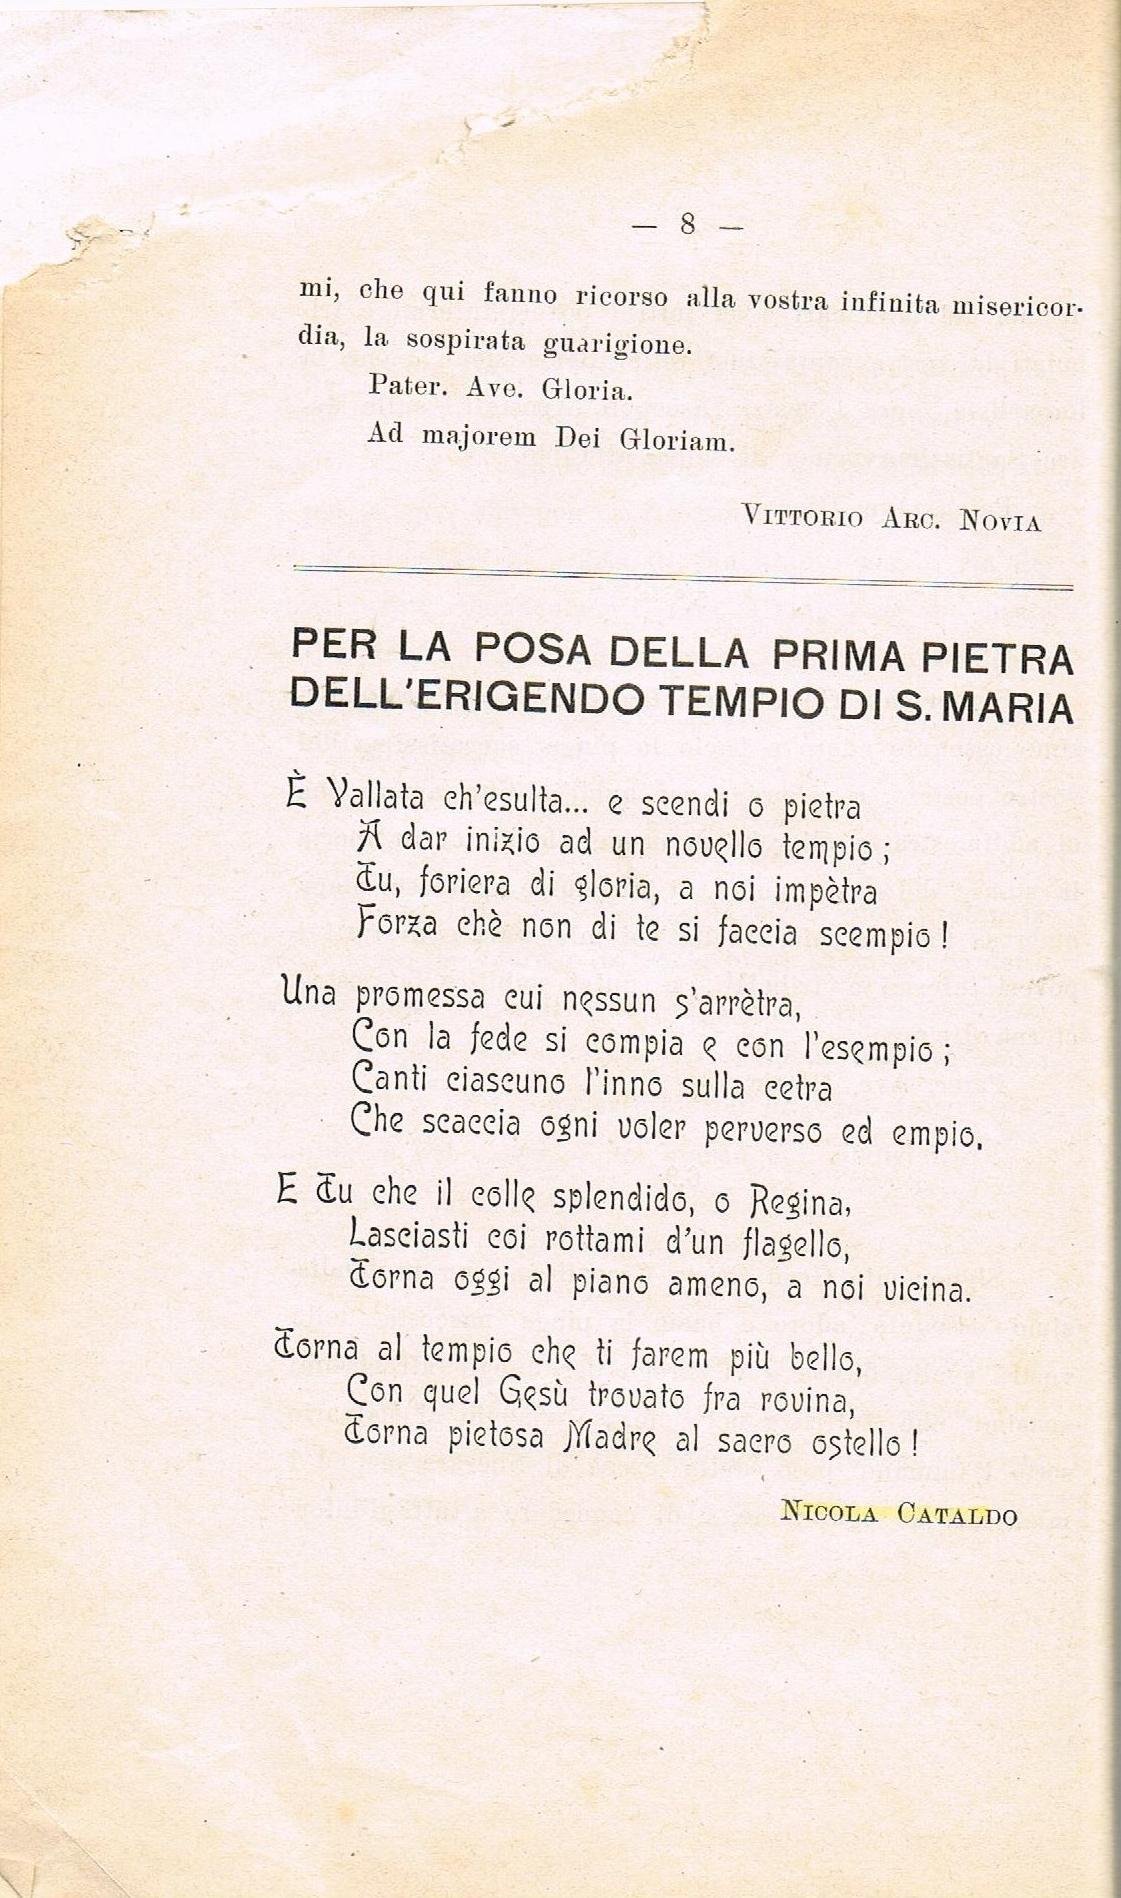 — 8 —
mi, che qui fanno ricorso alla vostra infinita misericor-
dia, la sospirata guarigione.
Pater. Ave. Gloria.
Ad majorem Dei Gloriam.
VITTORIO ARC. NOVIA
PER LA POSA DELLA PRIMA PIETRA
DELL'ERIGENDO TEMPIO DI S. MARIA
È Vallata ch'esulta... e scendi o pietra
A dar inizio ad un novello tempio ;
Tu, foriera di gloria, a noi impètra
Forza chè non di te si faccia scempio !
Una promessa cui nessun s'arrètra,
Con la fede si compia e con l'esempio ;
Canti ciascuno l'inno sulla cetra
Che scaccia ogni voler perverso ed empio.
E Tu che il colle splendido, o Regina,
Lasciasti coi rottami d'un flagello,
Torna oggi al piano ameno, a noi vicina.
Torna al tempio che ti farem più bello,
Con quel Gesù trovato fra rovina,
Torna pietosa Madre al sacro ostello !
NICOLA CATALDO